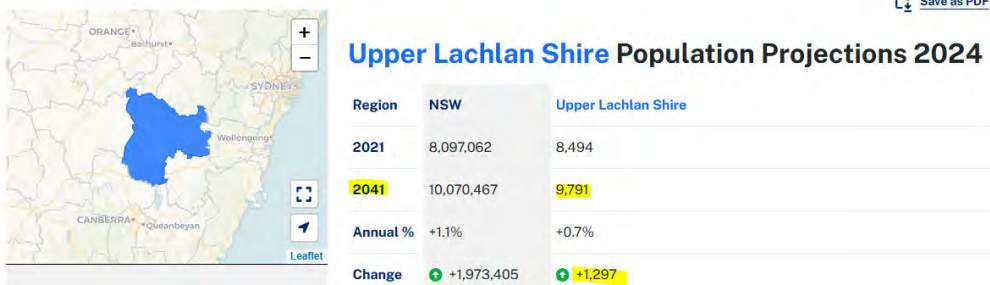 Save as PDF
ORANGE
Bathurst
+
−
SYDNEY
Wollongong
CANBERRA
Queanbeyan
Leaflet
Upper Lachlan Shire Population Projections 2024
Region NSW Upper Lachlan Shire
2021 8,097,062 8,494
2041 10,070,467 9,791
Annual % +1.1% +0.7%
Change +1,973,405 +1,297